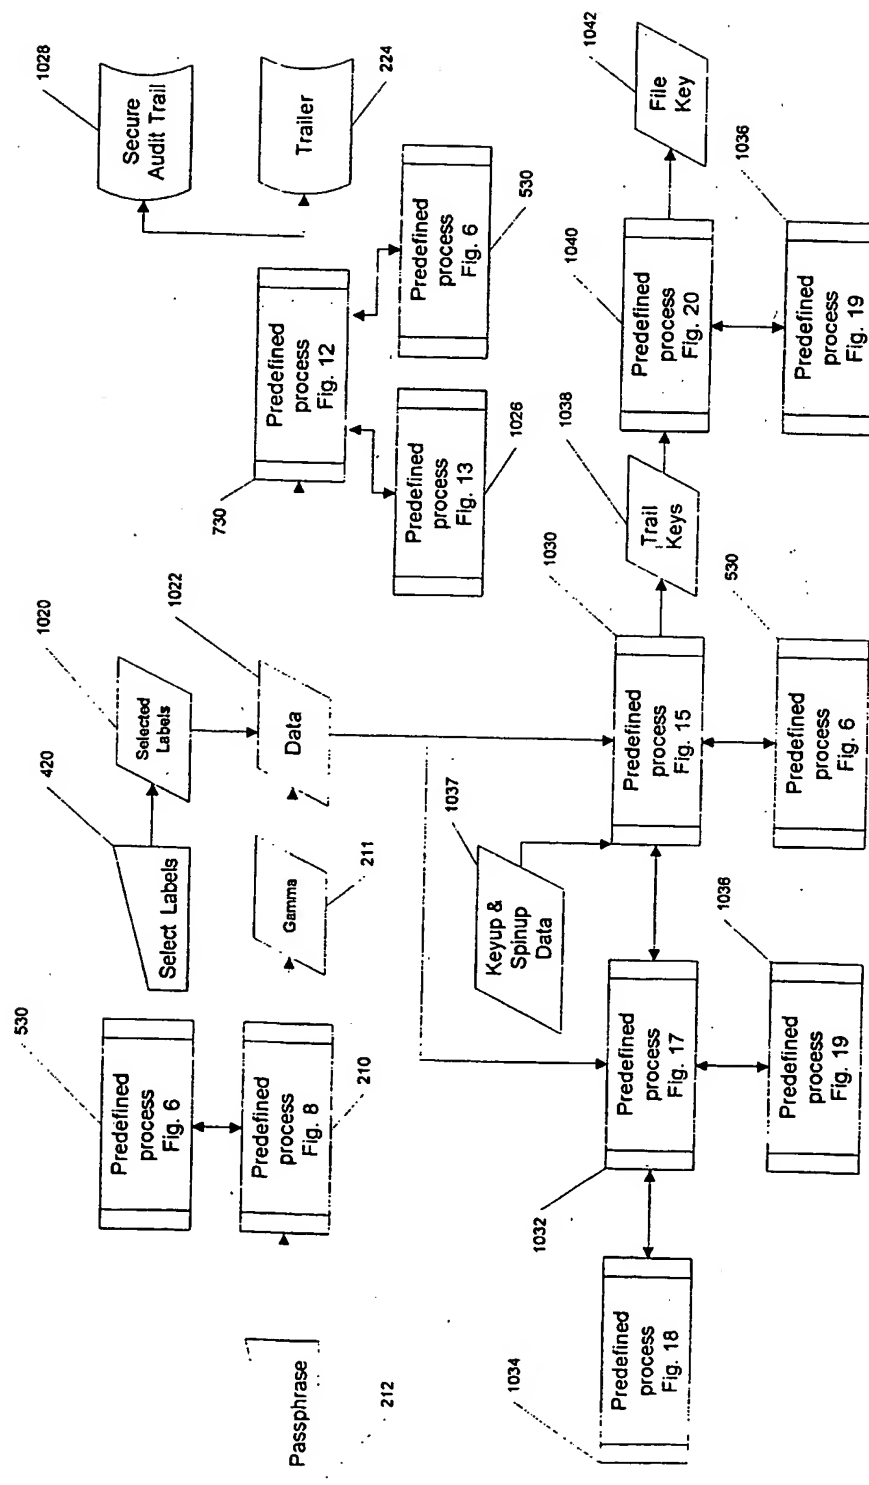 530
Predefined
process
Fig. 6
420
Select Labels
1020
Selected
Labels
1028
Secure
Audit Trail
Passphrase
212
Predefined
process
Fig. 8
210
Gamma
211
Data
1022
730
Predefined
process
Fig. 12
Trailer
224
Predefined
process
Fig. 13
1026
Predefined
process
Fig. 6
530
Keyup &
Spinup
Data
1037
1034
Predefined
process
Fig. 18
1032
Predefined
process
Fig. 17
Predefined
process
Fig. 15
1030
Trail
Keys
1038
Predefined
process
Fig. 20
1040
File
Key
1042
Predefined
process
Fig. 19
1036
Predefined
process
Fig. 6
530
Predefined
process
Fig. 19
1036